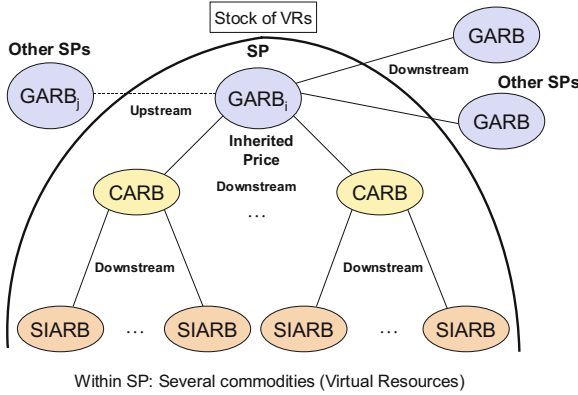 Stock of VRs
SP
Other SPs
GARB
Downstream
GARBj
Upstream
GARBi
Other SPs
GARB
Inherited
Price
CARB
Downstream
...
CARB
Downstream
Downstream
SIARB
...
SIARB
SIARB
...
SIARB
Within SP: Several commodities (Virtual Resources)